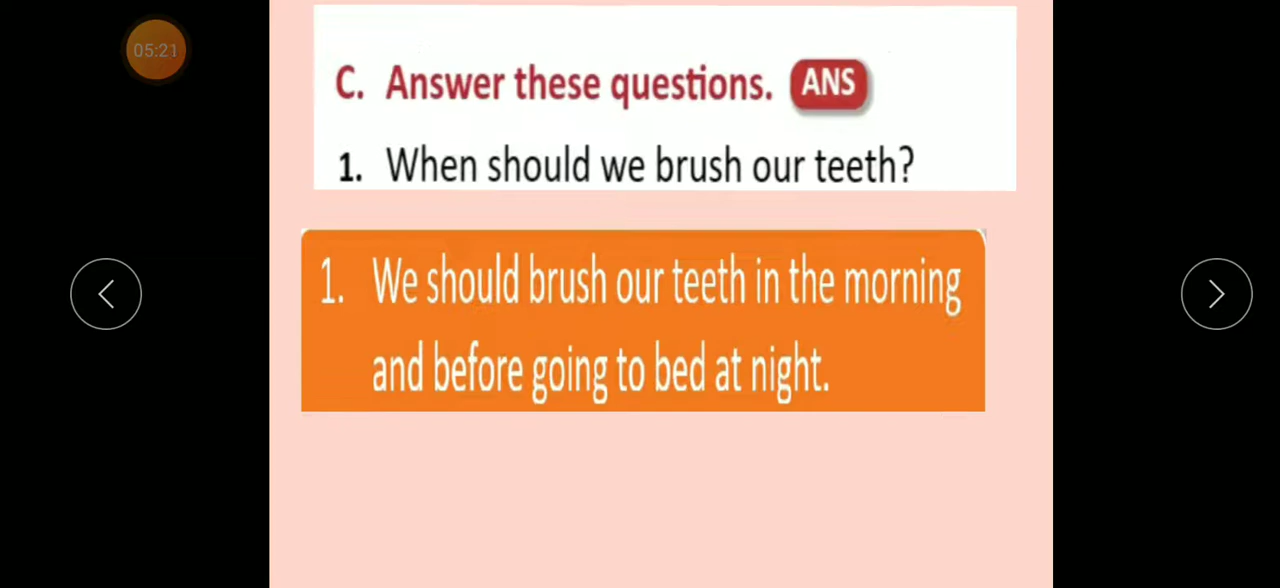 05:21
C. Answer these questions. ANS
1. When should we brush our teeth?
1. We should brush our teeth in the morning
and before going to bed at night.